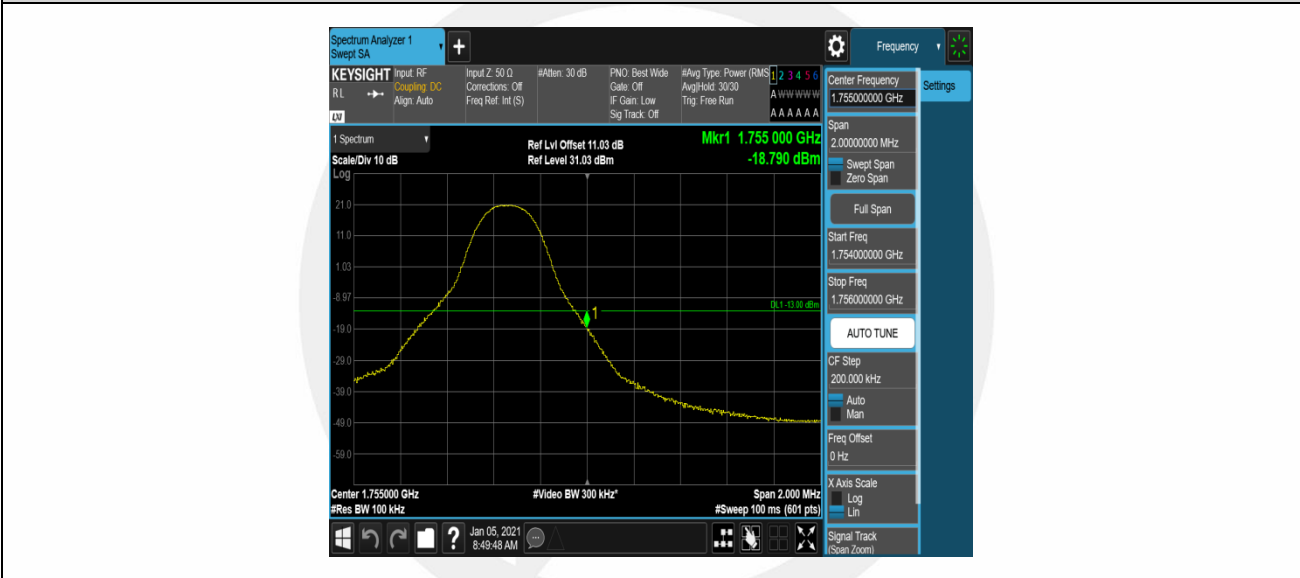 Spectrum Analyzer 1
Swept SA
+
Frequency
KEYSIGHT
RL
LXI
Input: RF
Coupling: DC
Align: Auto
Input Z: 50 Ω
Corrections: Off
Freq Ref: Int (S)
#Atten: 30 dB
PNO: Best Wide
Gate: Off
IF Gain: Low
Sig Track: Off
#Avg Type: Power (RMS
Avg|Hold: 30/30
Trig: Free Run
1 2 3 4 5 6
A W W W W W
A A A A A A
1 Spectrum
Scale/Div 10 dB
Log
Ref Lvl Offset 11.03 dB
Ref Level 31.03 dBm
Mkr1 1.755 000 GHz
-18.790 dBm
21.0
11.0
1.03
-8.97
-19.0
-29.0
-39.0
-49.0
-59.0
DL1 -13.00 dBm
1
Center 1.755000 GHz
#Res BW 100 kHz
#Video BW 300 kHz*
Span 2.000 MHz
#Sweep 100 ms (601 pts)
?
Jan 05, 2021
8:49:48 AM
Center Frequency
1.755000000 GHz
Settings
Span
2.00000000 MHz
Swept Span
Zero Span
Full Span
Start Freq
1.754000000 GHz
Stop Freq
1.756000000 GHz
AUTO TUNE
CF Step
200.000 kHz
Auto
Man
Freq Offset
0 Hz
X Axis Scale
Log
Lin
Signal Track
(Span Zoom)